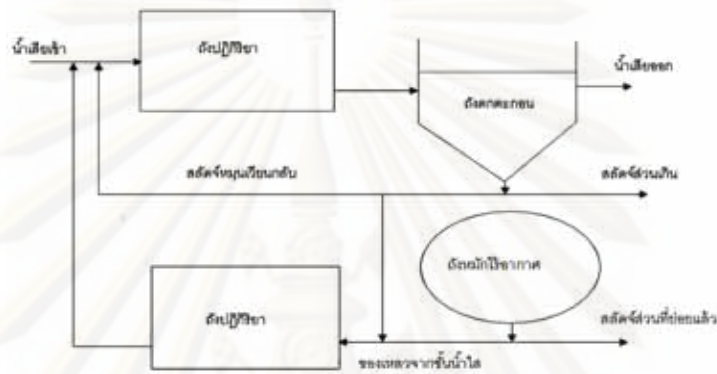 น้ำเสียเข้า
ถังปฏิกิริยา
น้ำเสียออก
ถังตกตะกอน
สลัดจ์หมุนเวียนกลับ
สลัดจ์ส่วนเกิน
ถังหมักไร้อากาศ
ถังปฏิกิริยา
สลัดจ์ส่วนที่ย่อยแล้ว
ของเหลวจากชั้นน้ำใส